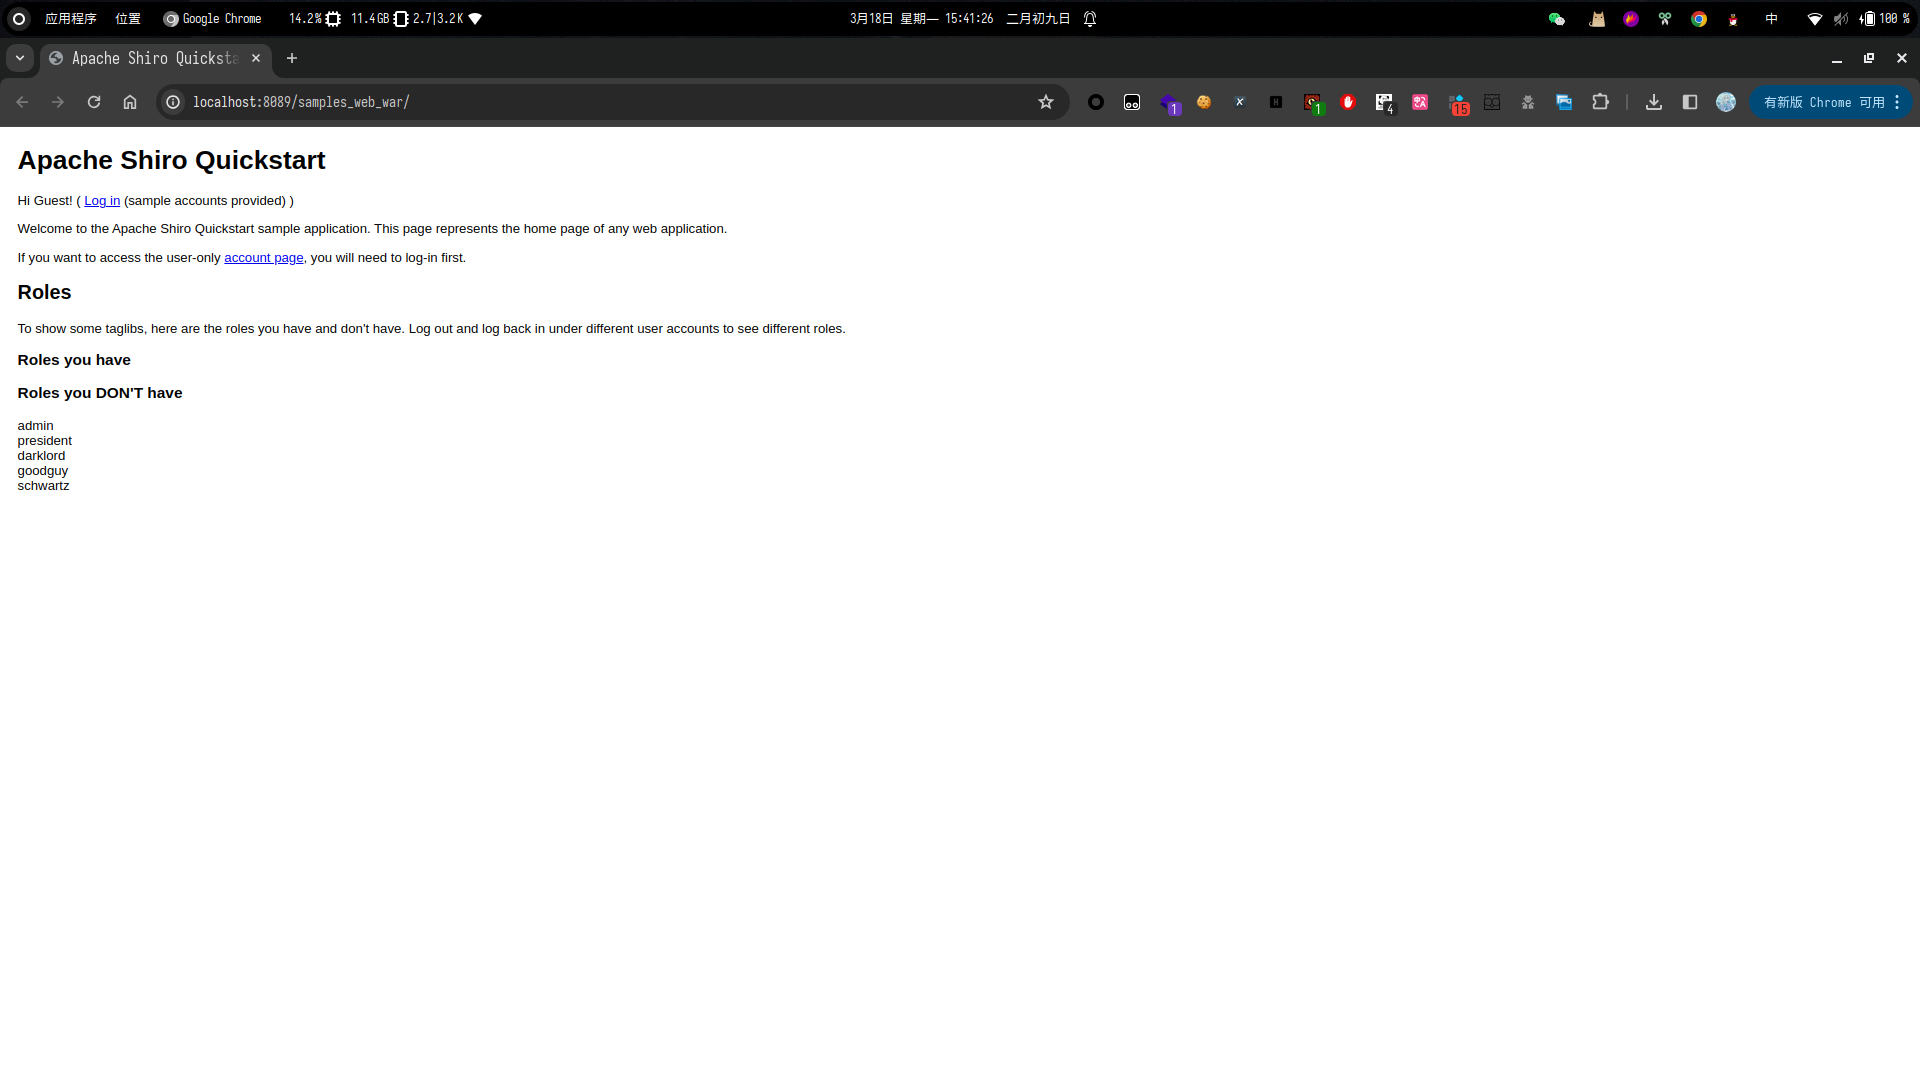 应用程序 位置 Google Chrome 14.2% 11.4GB 2.7|3.2K 3月18日 星期一 15:41:26 二月初九日 中 100 %
Apache Shiro Quicksta
localhost:8089/samples_web_war/ 1 1 4 15 有新版 Chrome 可用
Apache Shiro Quickstart
Hi Guest! ( Log in (sample accounts provided) )
Welcome to the Apache Shiro Quickstart sample application. This page represents the home page of any web application.
If you want to access the user-only account page, you will need to log-in first.
Roles
To show some taglibs, here are the roles you have and don't have. Log out and log back in under different user accounts to see different roles.
Roles you have
Roles you DON'T have
admin
president
darklord
goodguy
schwartz